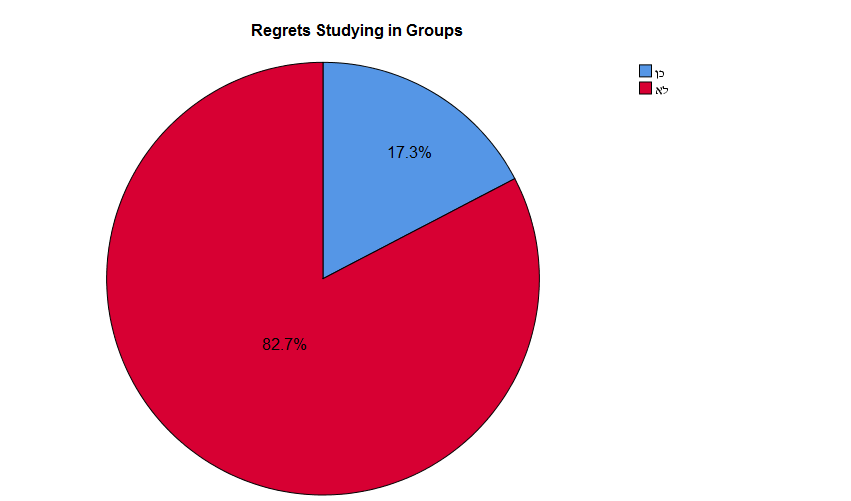 Regrets Studying in Groups
כן
לא
17.3%
82.7%